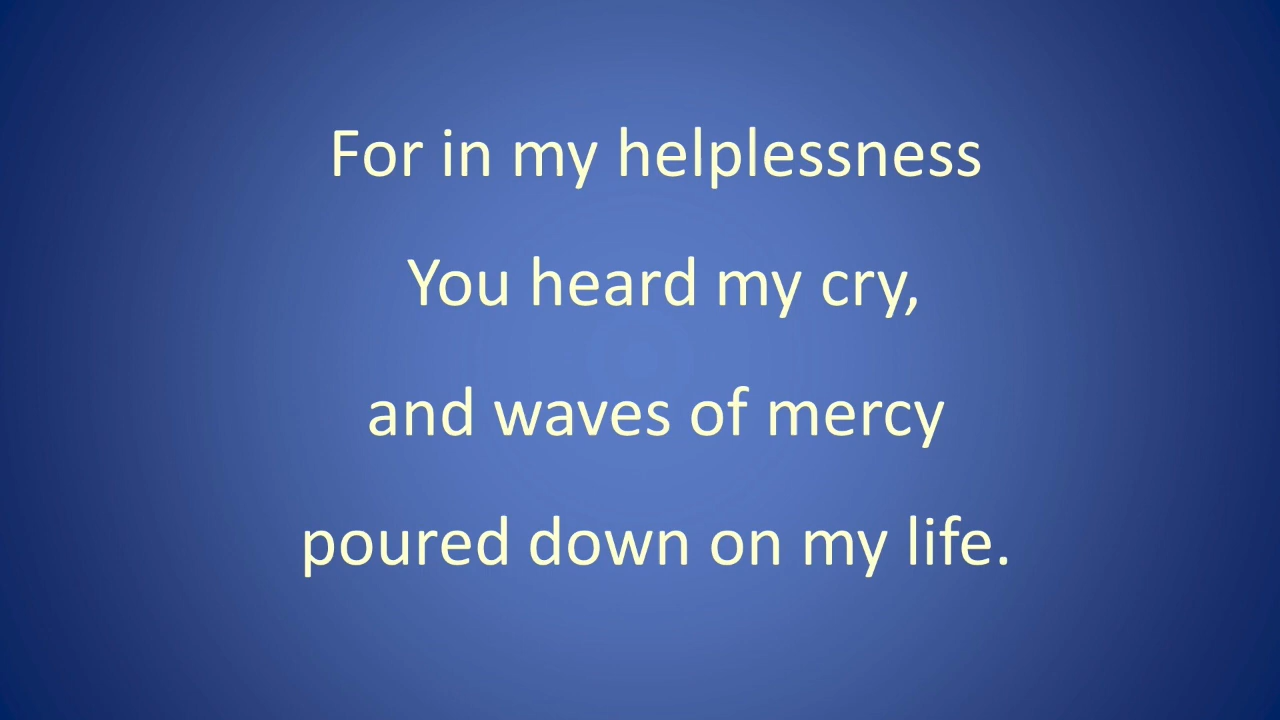 For in my helplessness
You heard my cry,
and waves of mercy
poured down on my life.